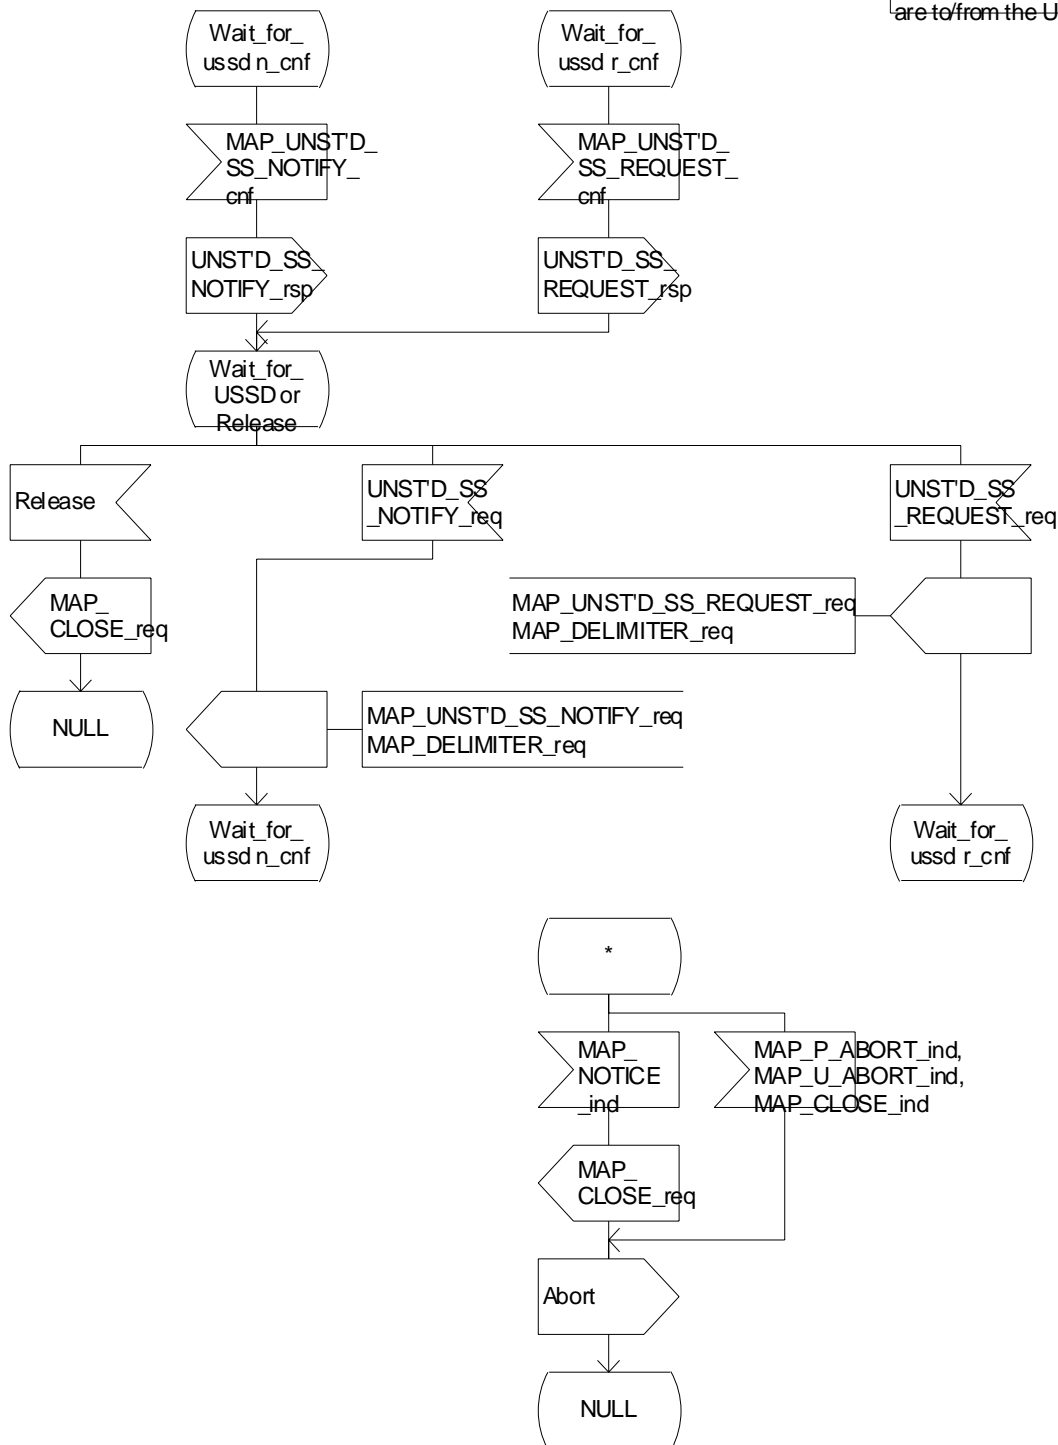 are to/from the U
Wait_for_
ussd n_cnf
Wait_for_
ussd r_cnf
MAP_UNST'D_
SS_NOTIFY_
cnf
MAP_UNST'D_
SS_REQUEST_
cnf
UNST'D_SS_
NOTIFY_rsp
UNST'D_SS_
REQUEST_rsp
Wait_for_
USSD or
Release
Release
UNST'D_SS
_NOTIFY_req
UNST'D_SS
_REQUEST_req
MAP_
CLOSE_req
MAP_UNST'D_SS_REQUEST_req
MAP_DELIMITER_req
NULL
MAP_UNST'D_SS_NOTIFY_req
MAP_DELIMITER_req
Wait_for_
ussd n_cnf
Wait_for_
ussd r_cnf
*
MAP_
NOTICE
_ind
MAP_P_ABORT_ind,
MAP_U_ABORT_ind,
MAP_CLOSE_ind
MAP_
CLOSE_req
Abort
NULL